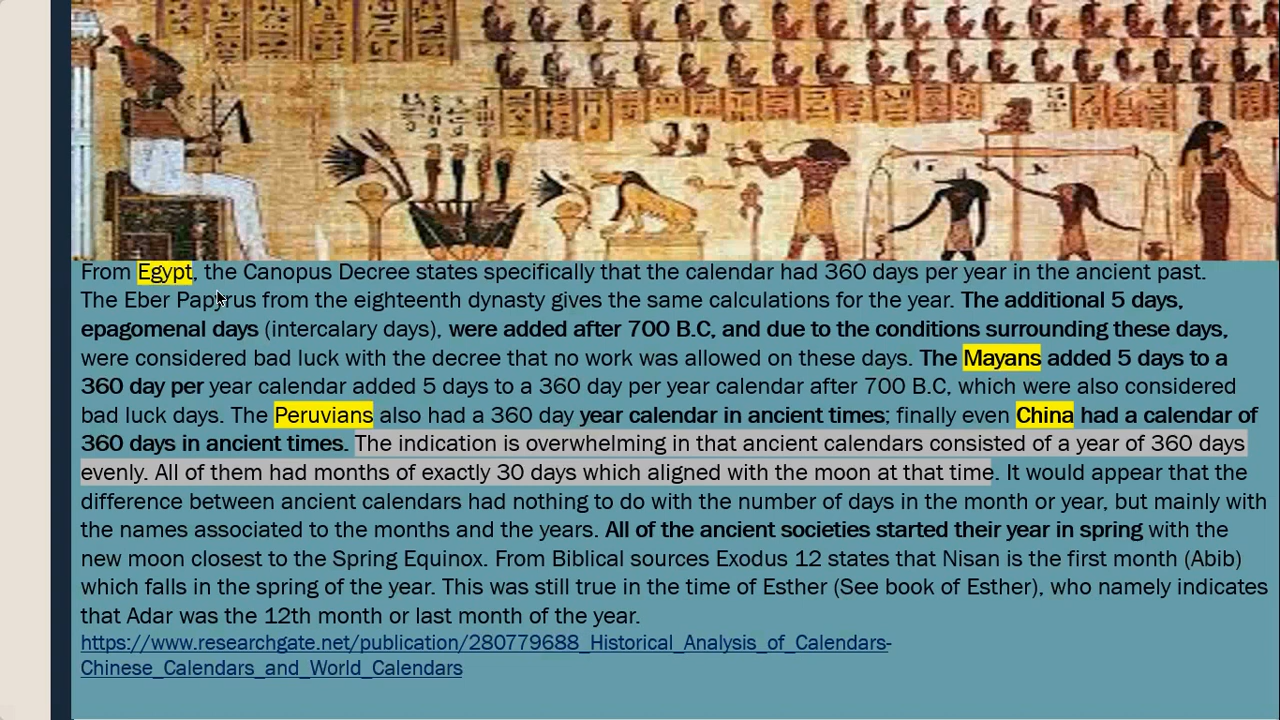 From Egypt, the Canopus Decree states specifically that the calendar had 360 days per year in the ancient past.
The Eber Papyrus from the eighteenth dynasty gives the same calculations for the year. The additional 5 days,
epagomenal days (intercalary days), were added after 700 B.C, and due to the conditions surrounding these days,
were considered bad luck with the decree that no work was allowed on these days. The Mayans added 5 days to a
360 day per year calendar added 5 days to a 360 day per year calendar after 700 B.C, which were also considered
bad luck days. The Peruvians also had a 360 day year calendar in ancient times; finally even China had a calendar of
360 days in ancient times. The indication is overwhelming in that ancient calendars consisted of a year of 360 days
evenly. All of them had months of exactly 30 days which aligned with the moon at that time. It would appear that the
difference between ancient calendars had nothing to do with the number of days in the month or year, but mainly with
the names associated to the months and the years. All of the ancient societies started their year in spring with the
new moon closest to the Spring Equinox. From Biblical sources Exodus 12 states that Nisan is the first month (Abib)
which falls in the spring of the year. This was still true in the time of Esther (See book of Esther), who namely indicates
that Adar was the 12th month or last month of the year.
https://www.researchgate.net/publication/280779688_Historical_Analysis_of_Calendars-
Chinese_Calendars_and_World_Calendars